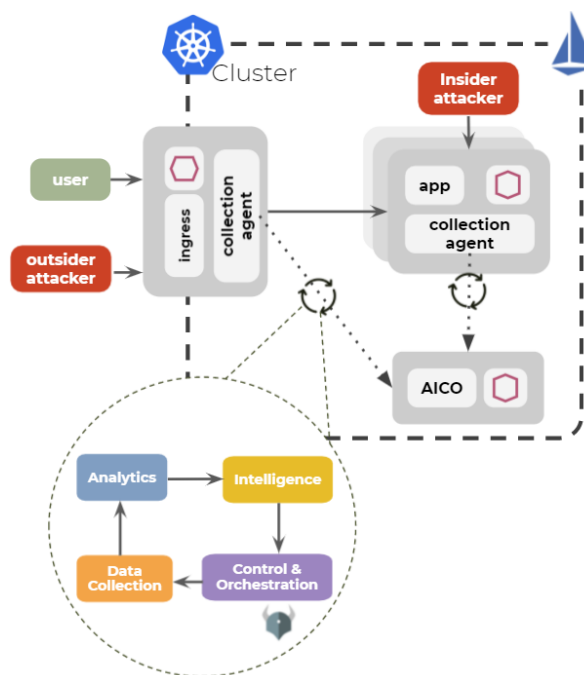 Cluster
Insider
attacker
user
outsider
attacker
ingress
collection
agent
app
collection
agent
AICO
Analytics
Intelligence
Data
Collection
Control &
Orchestration